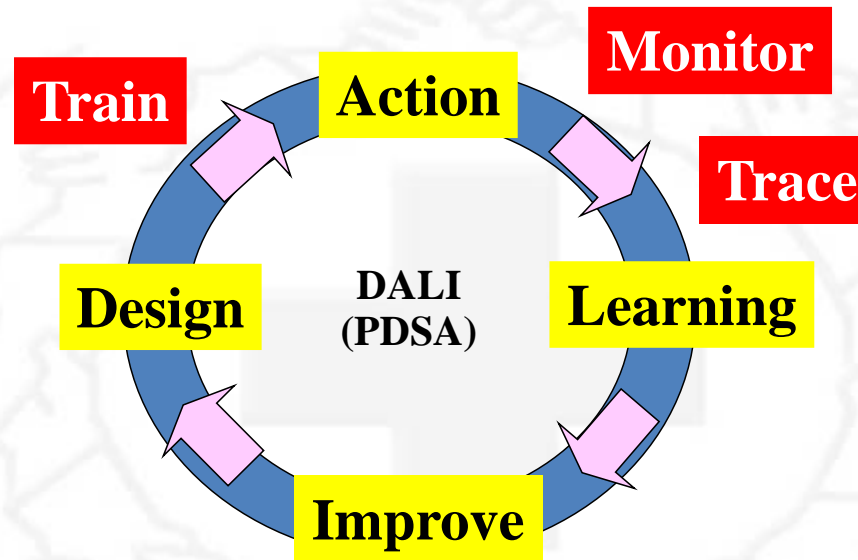 Monitor
Train
Action
Trace
DALI
(PDSA)
Design
Learning
Improve